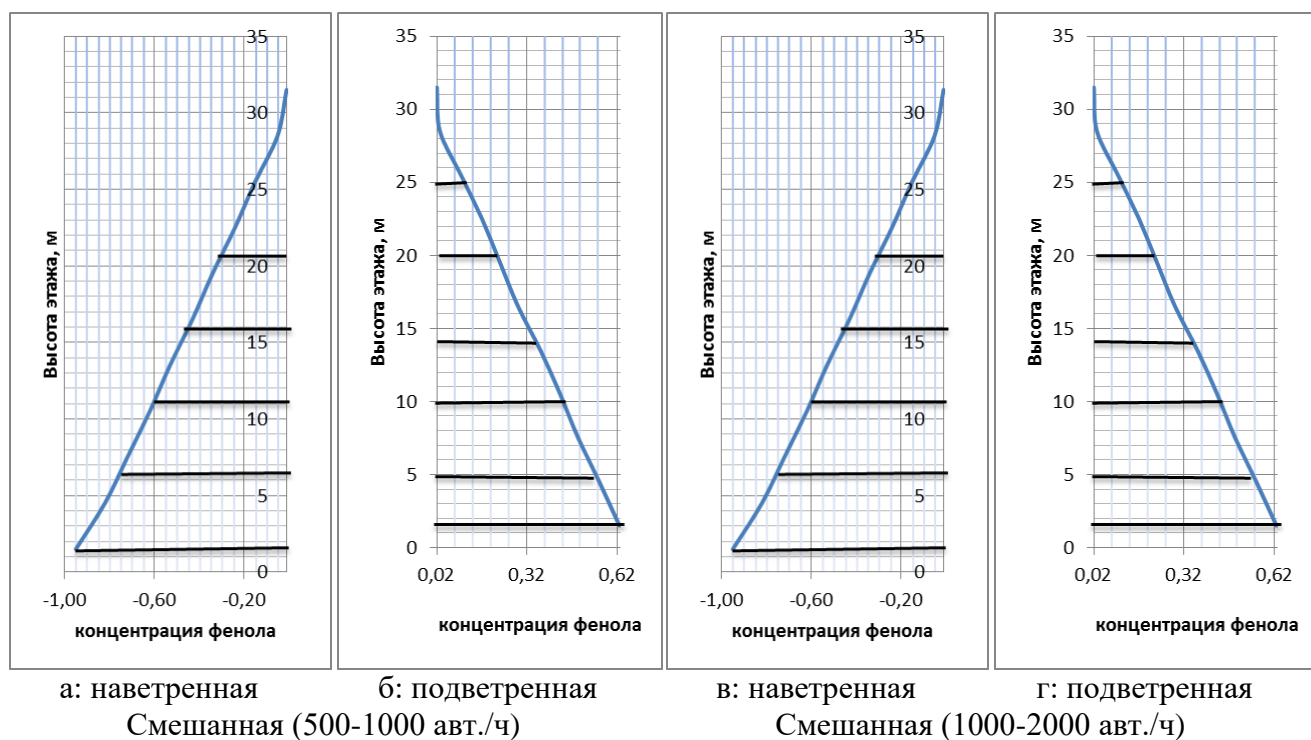 Высота этажа, м
35
30
25
20
15
10
5
0
-1,00 -0,60 -0,20
концентрация фенола
Высота этажа, м
35
30
25
20
15
10
5
0
0,02 0,32 0,62
концентрация фенола
Высота этажа, м
35
30
25
20
15
10
5
0
-1,00 -0,60 -0,20
концентрация фенола
Высота этажа, м
35
30
25
20
15
10
5
0
0,02 0,32 0,62
концентрация фенола
а: наветренная б: подветренная в: наветренная г: подветренная
Смешанная (500-1000 авт./ч) Смешанная (1000-2000 авт./ч)